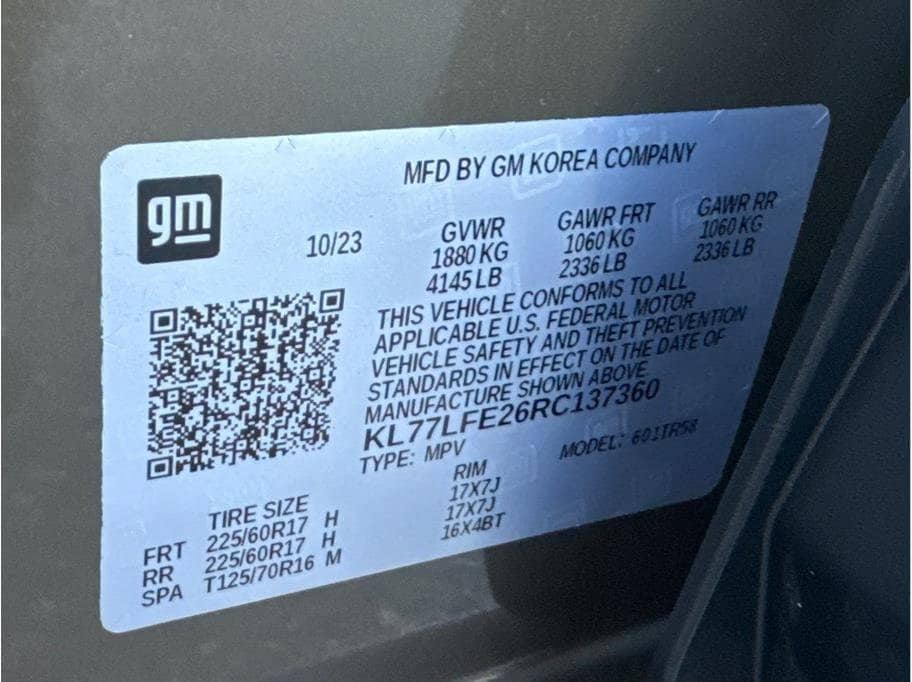 MFD BY GM KOREA COMPANY
gm
10/23
GVWR GAWR FRT GAWR RR
1880 KG 1060 KG 1060 KG
4145 LB 2336 LB 2336 LB
THIS VEHICLE CONFORMS TO ALL
APPLICABLE U.S. FEDERAL MOTOR
VEHICLE SAFETY AND THEFT PREVENTION
STANDARDS IN EFFECT ON THE DATE OF
MANUFACTURE SHOWN ABOVE
KL77LFE26RC137360
TYPE: MPV MODEL: 601TR58
TIRE SIZE RIM
FRT 225/60R17 H 17X7J
RR 225/60R17 H 17X7J
SPA T125/70R16 M 16X4BT